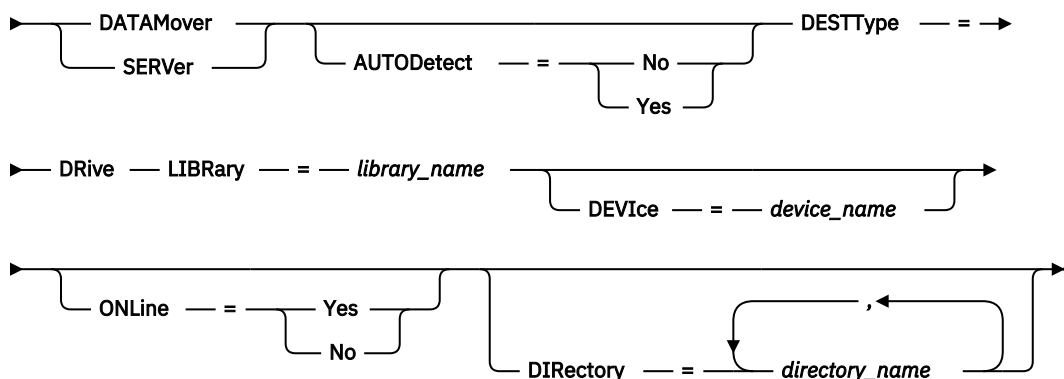 DATAMover DESTType =
SERVer AUTODetect = No
Yes
DRive LIBRary = library_name
DEVIce = device_name
ONLine = Yes
No
,
DIRectory = directory_name